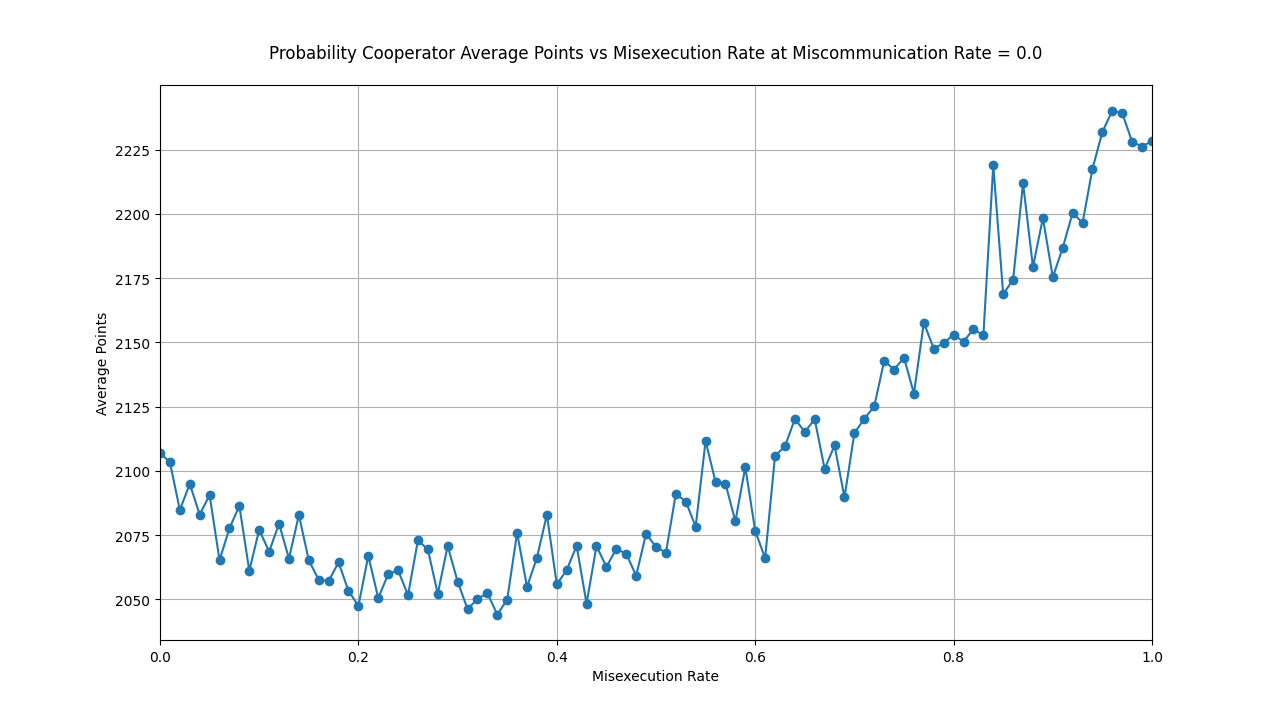 Probability Cooperator Average Points vs Misexecution Rate at Miscommunication Rate = 0.0
2225
2200
2175
2150
2125
2100
2075
2050
Average Points
0.0 0.2 0.4 0.6 0.8 1.0
Misexecution Rate